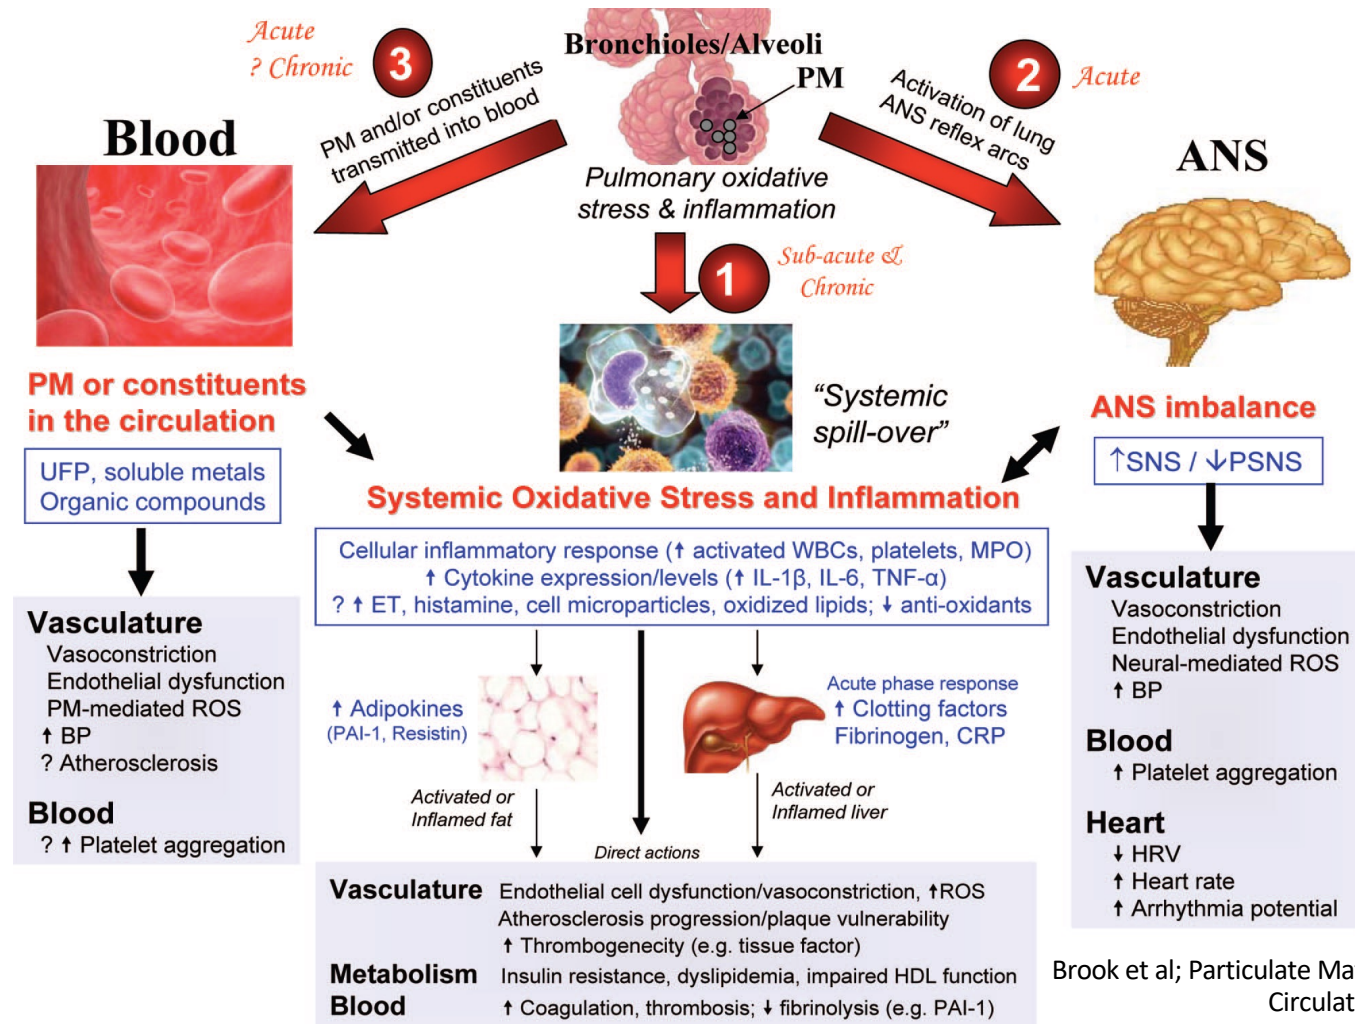 Acute
? Chronic
3
Bronchioles/Alveoli
PM
2
Acute
PM and/or constituents
transmitted into blood
Activation of lung
ANS reflex arcs
Blood
ANS
Pulmonary oxidative
stress & inflammation
1
Sub-acute &
Chronic
"Systemic
spill-over"
PM or constituents
in the circulation
UFP, soluble metals
Organic compounds
Vasculature
Vasoconstriction
Endothelial dysfunction
PM-mediated ROS
↑ BP
? Atherosclerosis
Blood
? ↑ Platelet aggregation
Systemic Oxidative Stress and Inflammation
Cellular inflammatory response (↑ activated WBCs, platelets, MPO)
↑ Cytokine expression/levels (↑ IL-1β, IL-6, TNF-α)
? ↑ ET, histamine, cell microparticles, oxidized lipids; ↓ anti-oxidants
↑ Adipokines
(PAI-1, Resistin)
Activated or
Inflamed fat
Acute phase response
↑ Clotting factors
Fibrinogen, CRP
Activated or
Inflamed liver
Direct actions
Vasculature Endothelial cell dysfunction/vasoconstriction, ↑ROS
Atherosclerosis progression/plaque vulnerability
↑ Thrombogenecity (e.g. tissue factor)
Metabolism Insulin resistance, dyslipidemia, impaired HDL function
Blood ↑ Coagulation, thrombosis; ↓ fibrinolysis (e.g. PAI-1)
ANS imbalance
↑SNS / ↓PSNS
Vasculature
Vasoconstriction
Endothelial dysfunction
Neural-mediated ROS
↑ BP
Blood
↑ Platelet aggregation
Heart
↓ HRV
↑ Heart rate
↑ Arrhythmia potential
Brook et al; Particulate Ma
Circulat